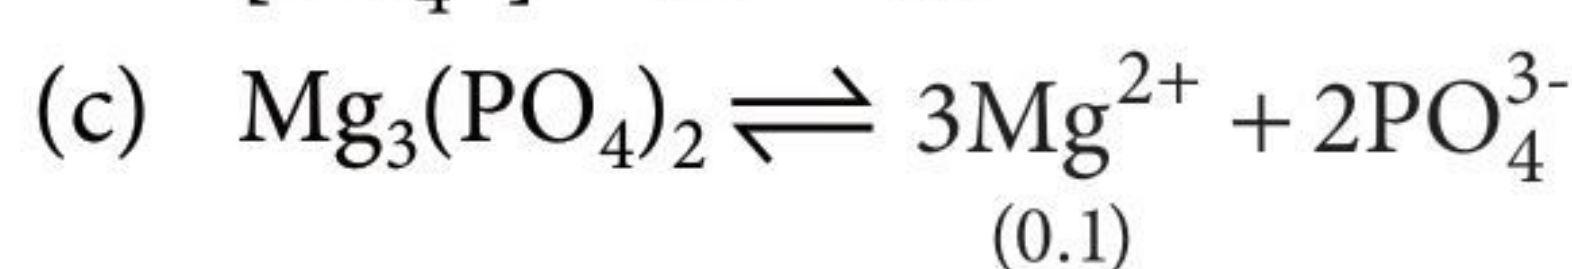 (c) Mg₃(PO₄)₂ ⇌ 3Mg²⁺ + 2PO₄³⁻
(0.1)